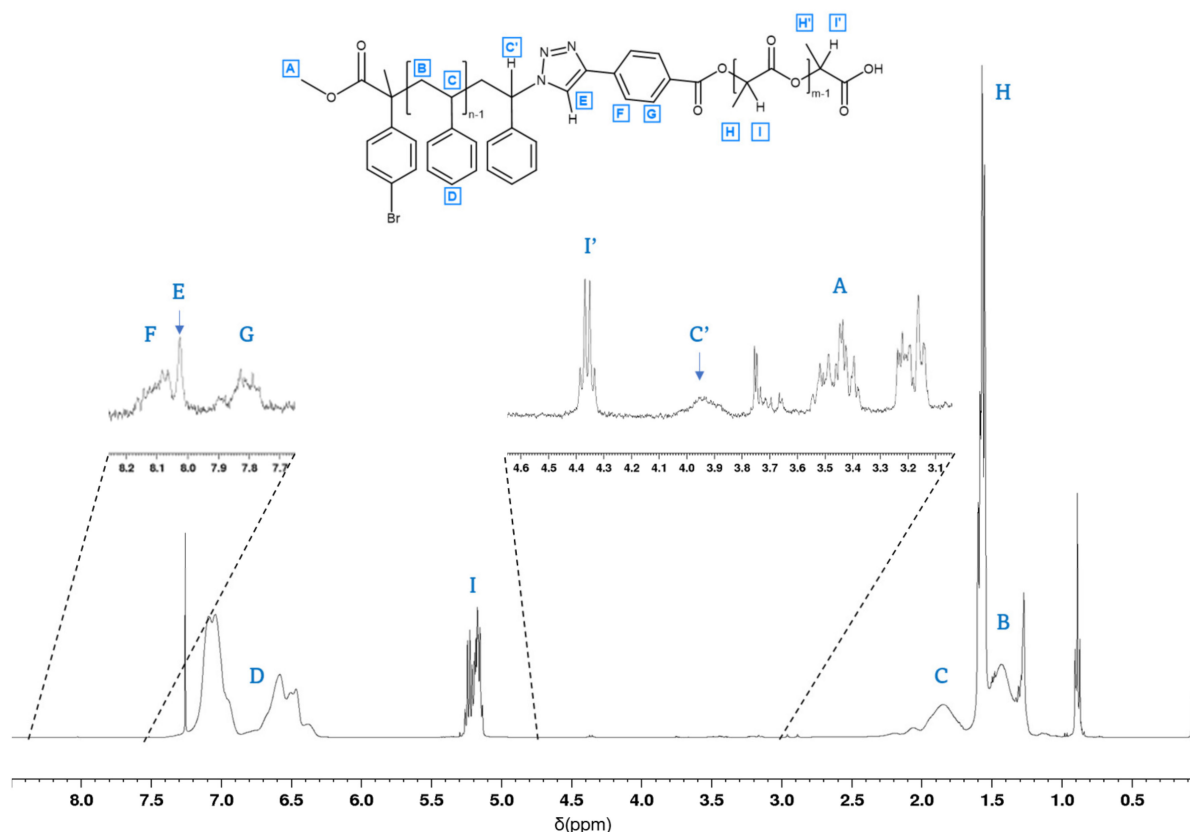 H' I'
C' H
O N=N O O
A B C N OH
O n-1 E F G O O m-1 O
H
H I
D
Br
H
I'
E A
F G C'
8.2 8.1 8.0 7.9 7.8 7.7
4.6 4.5 4.4 4.3 4.2 4.1 4.0 3.9 3.8 3.7 3.6 3.5 3.4 3.3 3.2 3.1
I
B
D C
8.0 7.5 7.0 6.5 6.0 5.5 5.0 4.5 4.0 3.5 3.0 2.5 2.0 1.5 1.0 0.5
δ(ppm)